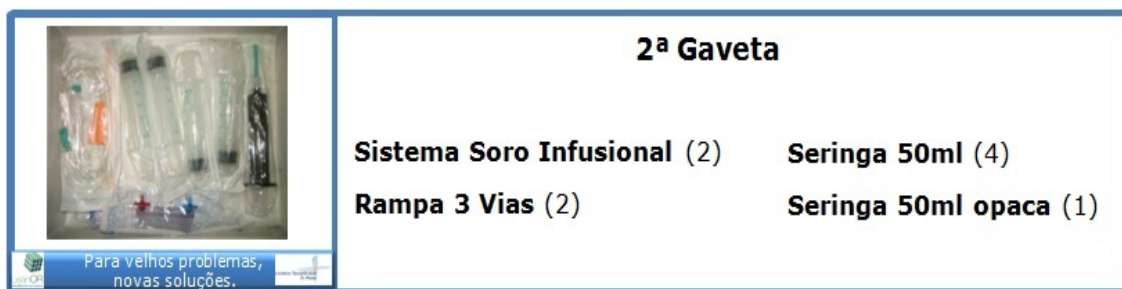 2ª Gaveta
Sistema Soro Infusional (2)
Seringa 50ml (4)
Rampa 3 Vias (2)
Seringa 50ml opaca (1)
Para velhos problemas,
novas soluções.